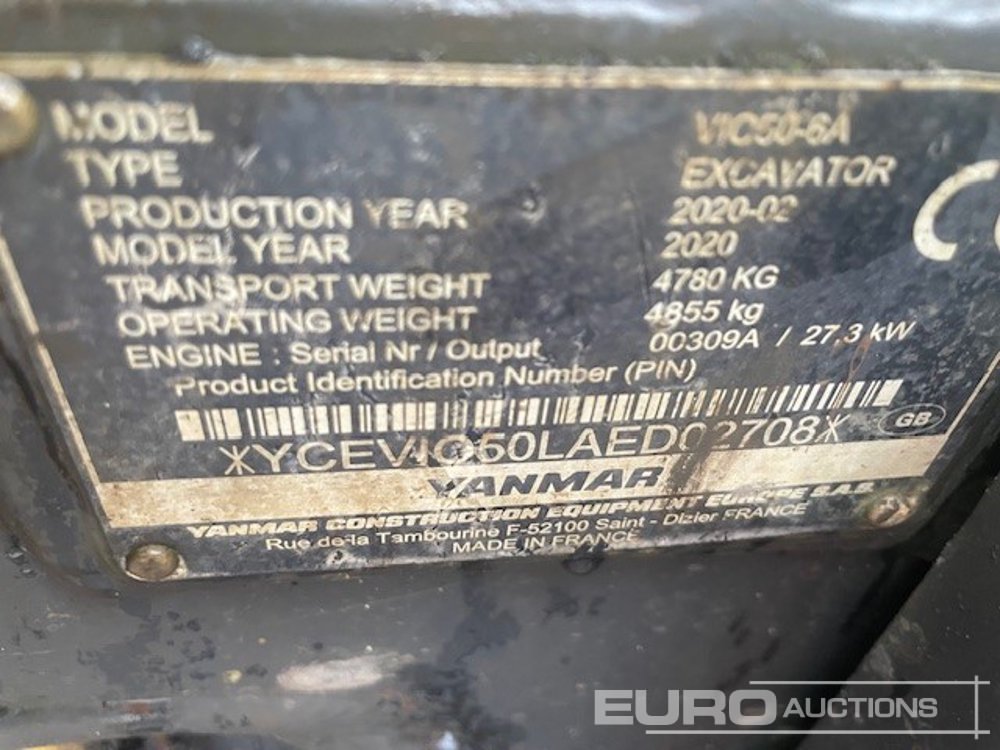 MODEL VIC50-6A
TYPE EXCAVATOR
PRODUCTION YEAR 2020-02
MODEL YEAR 2020
TRANSPORT WEIGHT 4780 KG
OPERATING WEIGHT 4855 kg
ENGINE : Serial Nr / Output 00309A / 27.3 kW
Product Identification Number (PIN)
*YCEVIO50LAED02708*
GB
YANMAR
YANMAR CONSTRUCTION EQUIPMENT EUROPE S.A.S
Rue de la Tambourine F-52100 Saint - Dizier FRANCE
MADE IN FRANCE
CE
EURO AUCTIONS